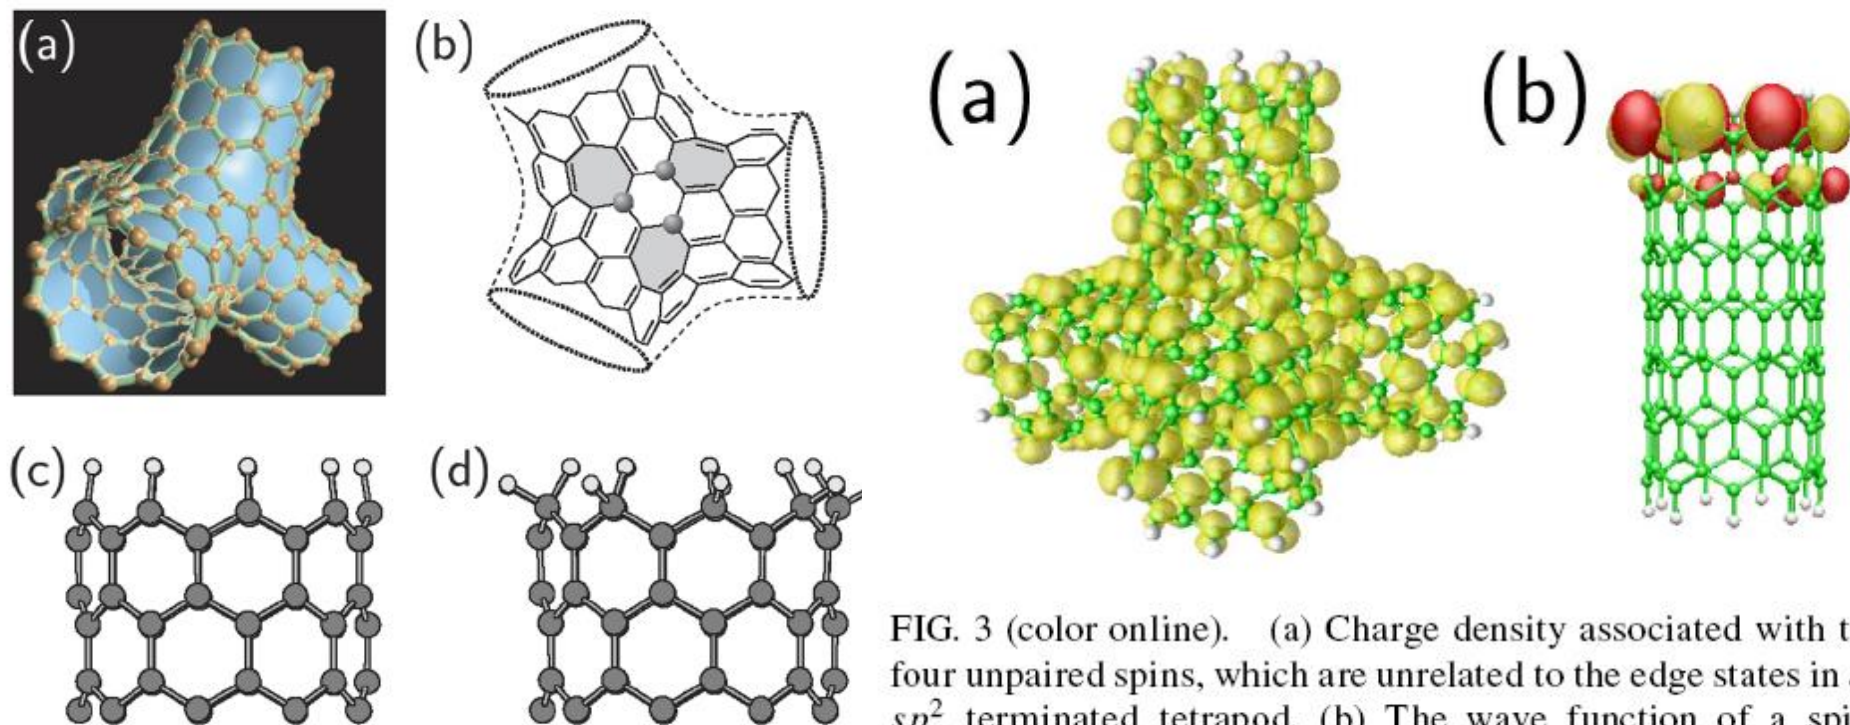 (a)
(b)
(c)
(d)
(a)
(b)
FIG. 3 (color online). (a) Charge density associated with
four unpaired spins, which are unrelated to the edge states in
sp² terminated tetrapod. (b) The wave function of a